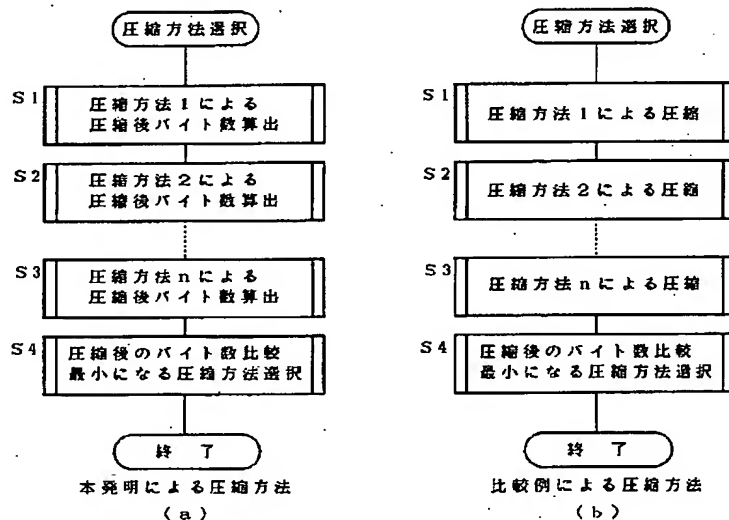 圧縮方法選択
S1
圧縮方法1による
圧縮後バイト数算出
S2
圧縮方法2による
圧縮後バイト数算出
S3
圧縮方法nによる
圧縮後バイト数算出
S4
圧縮後のバイト数比較
最小になる圧縮方法選択
終了
本発明による圧縮方法
(a)
圧縮方法選択
S1
圧縮方法1による圧縮
S2
圧縮方法2による圧縮
S3
圧縮方法nによる圧縮
S4
圧縮後のバイト数比較
最小になる圧縮方法選択
終了
比較例による圧縮方法
(b)